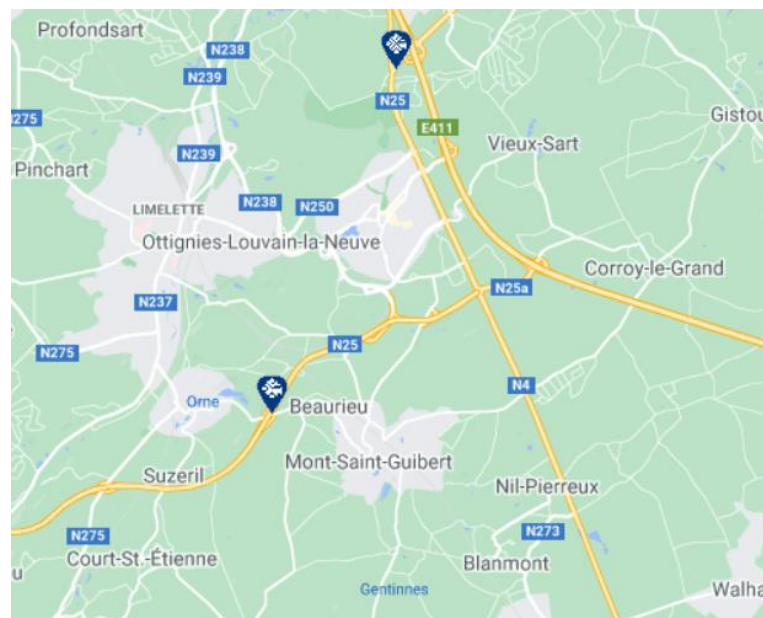 Profondsart
N238
N239
N25
275
E411
Gistou
Vieux-Sart
N239
Pinchart
N238
N250
LIMELETTE
Ottignies-Louvain-la-Neuve
Corroy-le-Grand
N25a
N237
N25
N275
N4
Orne
Beaurieu
Mont-Saint-Guibert
Suzeril
Nil-Pierreux
N275
N273
Court-St.-Étienne
Blanmont
u
Gentinnes
Walha